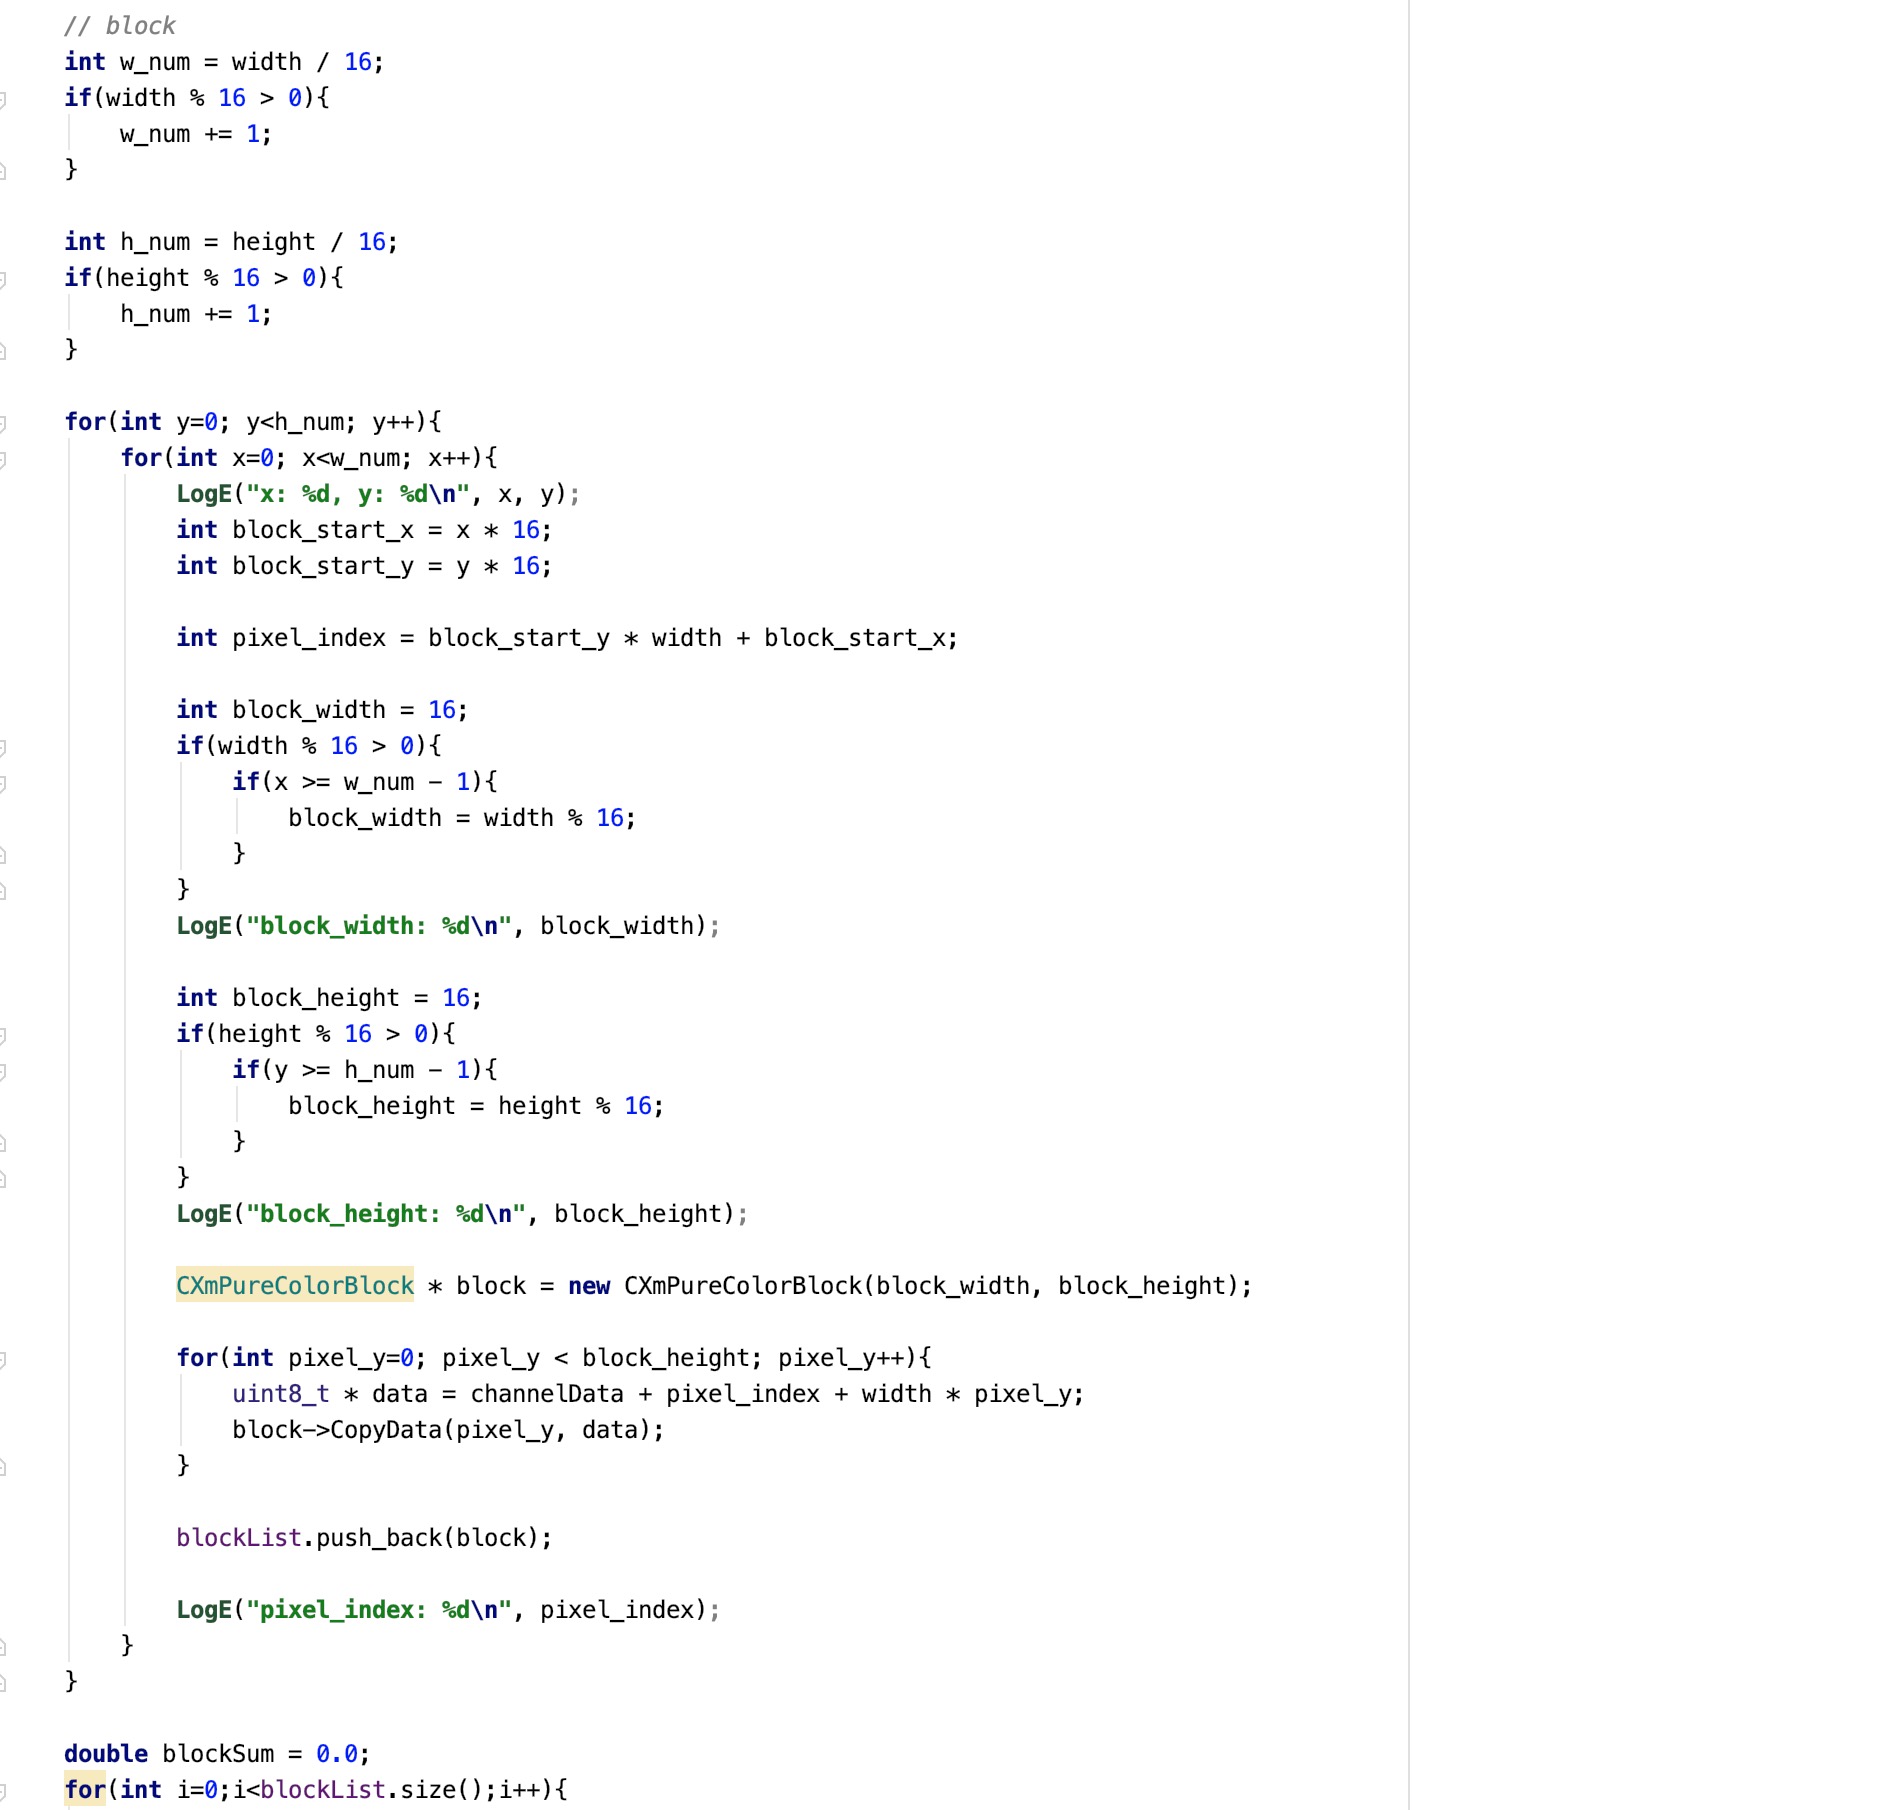 // block
int w_num = width / 16;
if(width % 16 > 0){
w_num += 1;
}
int h_num = height / 16;
if(height % 16 > 0){
h_num += 1;
}
for(int y=0; y<h_num; y++){
for(int x=0; x<w_num; x++){
LogE("x: %d, y: %d\n", x, y);
int block_start_x = x * 16;
int block_start_y = y * 16;
int pixel_index = block_start_y * width + block_start_x;
int block_width = 16;
if(width % 16 > 0){
if(x >= w_num - 1){
block_width = width % 16;
}
}
LogE("block_width: %d\n", block_width);
int block_height = 16;
if(height % 16 > 0){
if(y >= h_num - 1){
block_height = height % 16;
}
}
LogE("block_height: %d\n", block_height);
CXmPureColorBlock * block = new CXmPureColorBlock(block_width, block_height);
for(int pixel_y=0; pixel_y < block_height; pixel_y++){
uint8_t * data = channelData + pixel_index + width * pixel_y;
block->CopyData(pixel_y, data);
}
blockList.push_back(block);
LogE("pixel_index: %d\n", pixel_index);
}
}
double blockSum = 0.0;
for(int i=0;i<blockList.size();i++){